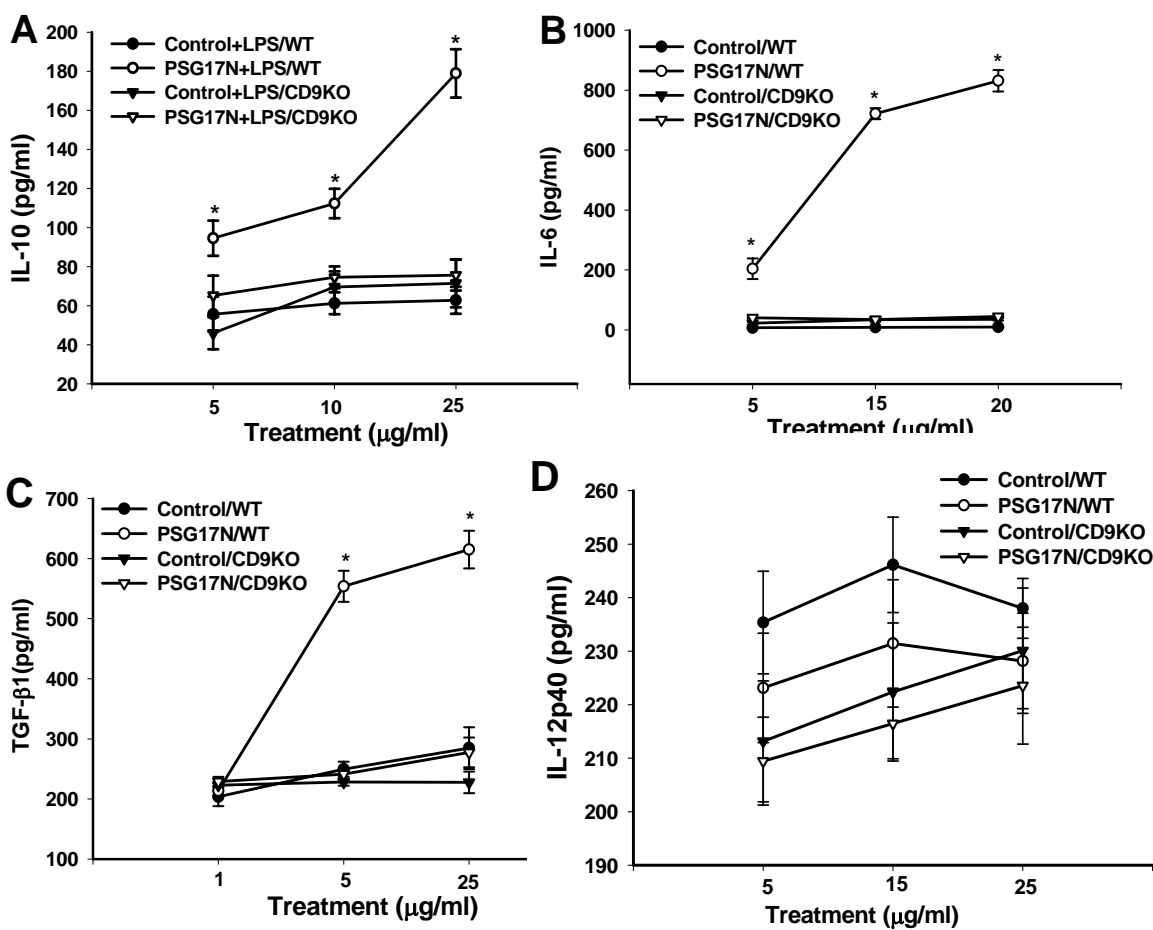 A
Control+LPS/WT
PSG17N+LPS/WT
Control+LPS/CD9KO
PSG17N+LPS/CD9KO
200
180
160
140
120
100
80
60
40
20
IL-10 (pg/ml)
* * *
5 10 25
Treatment (μg/ml)
B
Control/WT
PSG17N/WT
Control/CD9KO
PSG17N/CD9KO
1000
800
600
400
200
0
IL-6 (pg/ml)
* * *
5 15 20
Treatment (μg/ml)
C
Control/WT
PSG17N/WT
Control/CD9KO
PSG17N/CD9KO
700
600
500
400
300
200
100
TGF-β1(pg/ml)
* *
1 5 25
Treatment (μg/ml)
D
Control/WT
PSG17N/WT
Control/CD9KO
PSG17N/CD9KO
260
250
240
230
220
210
200
190
IL-12p40 (pg/ml)
5 15 25
Treatment (μg/ml)